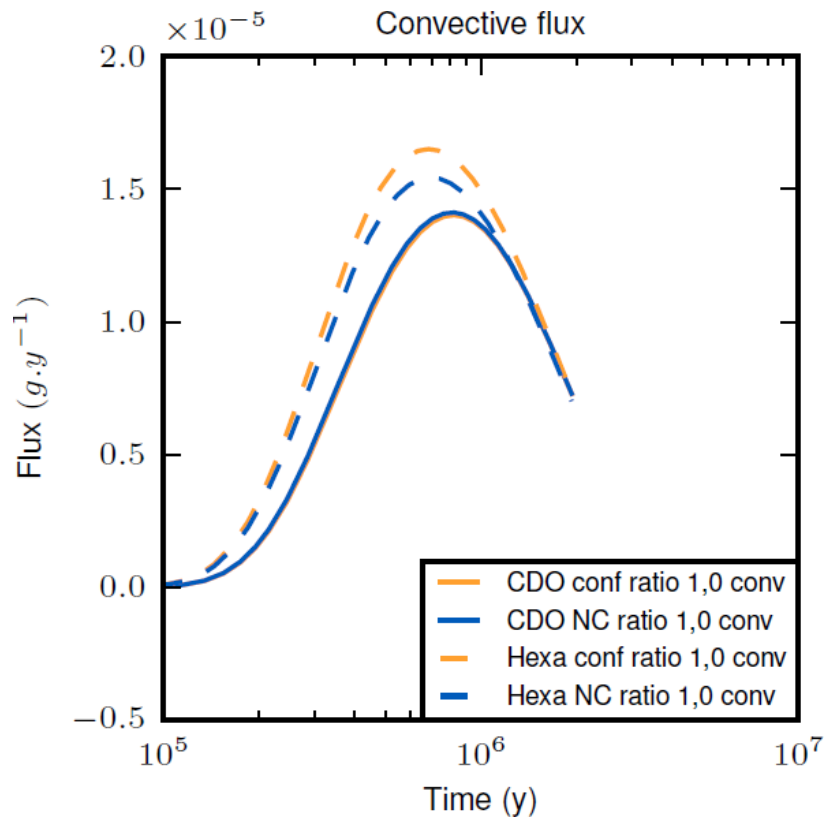 ×10⁻⁵
Convective flux
2.0
1.5
1.0
0.5
0.0
−0.5
Flux (g.y⁻¹)
CDO conf ratio 1,0 conv
CDO NC ratio 1,0 conv
Hexa conf ratio 1,0 conv
Hexa NC ratio 1,0 conv
10⁵ 10⁶ 10⁷
Time (y)